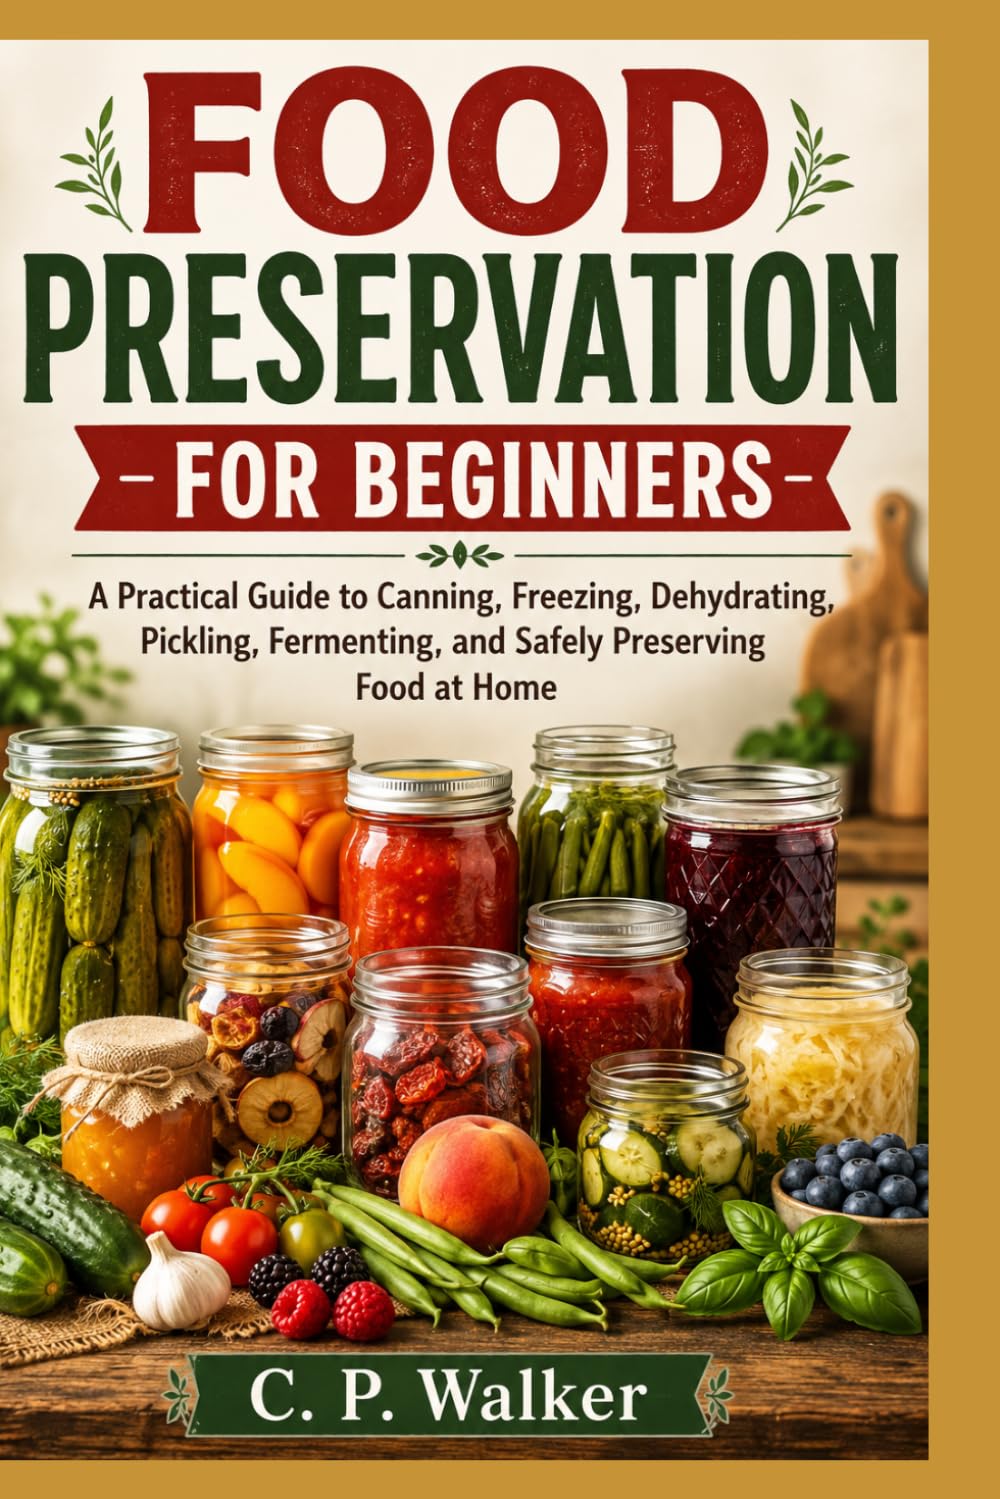 FOOD
PRESERVATION
– FOR BEGINNERS –
A Practical Guide to Canning, Freezing, Dehydrating,
Pickling, Fermenting, and Safely Preserving
Food at Home
C. P. Walker